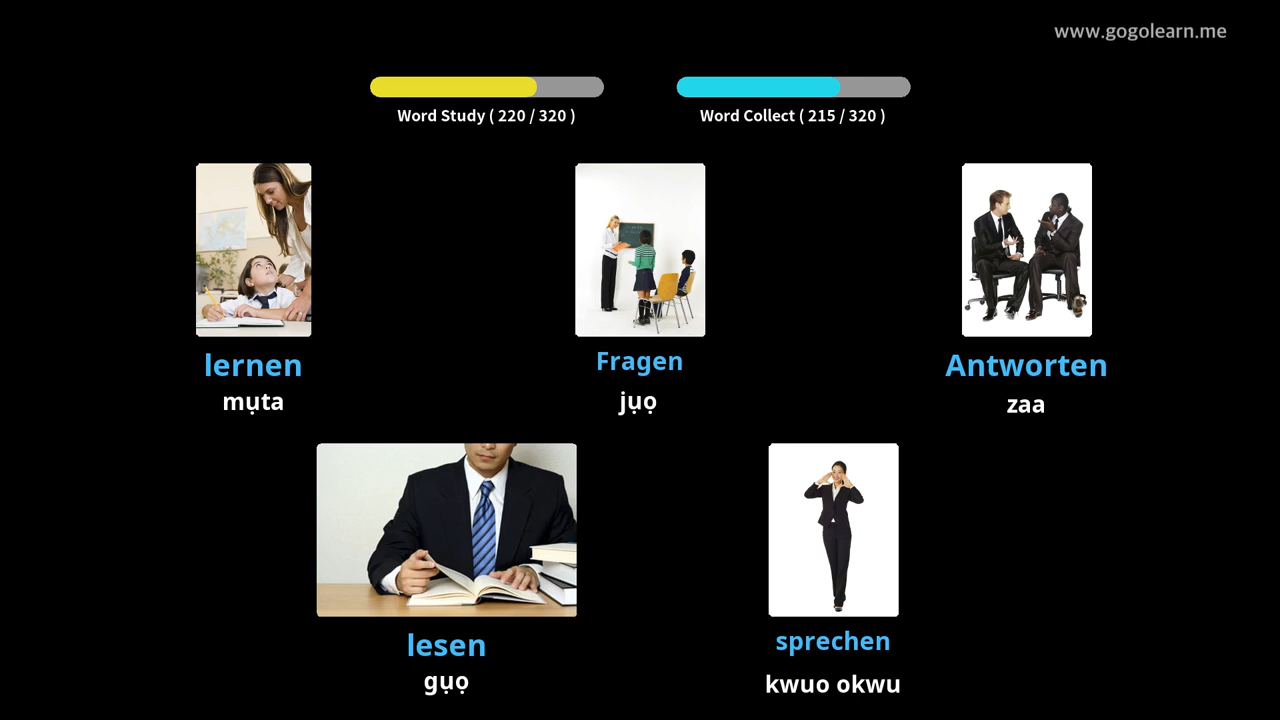 www.gogolearn.me
Word Study ( 220 / 320 )
Word Collect ( 215 / 320 )
lernen
mụta
Fragen
jụọ
Antworten
zaa
lesen
gụọ
sprechen
kwuo okwu